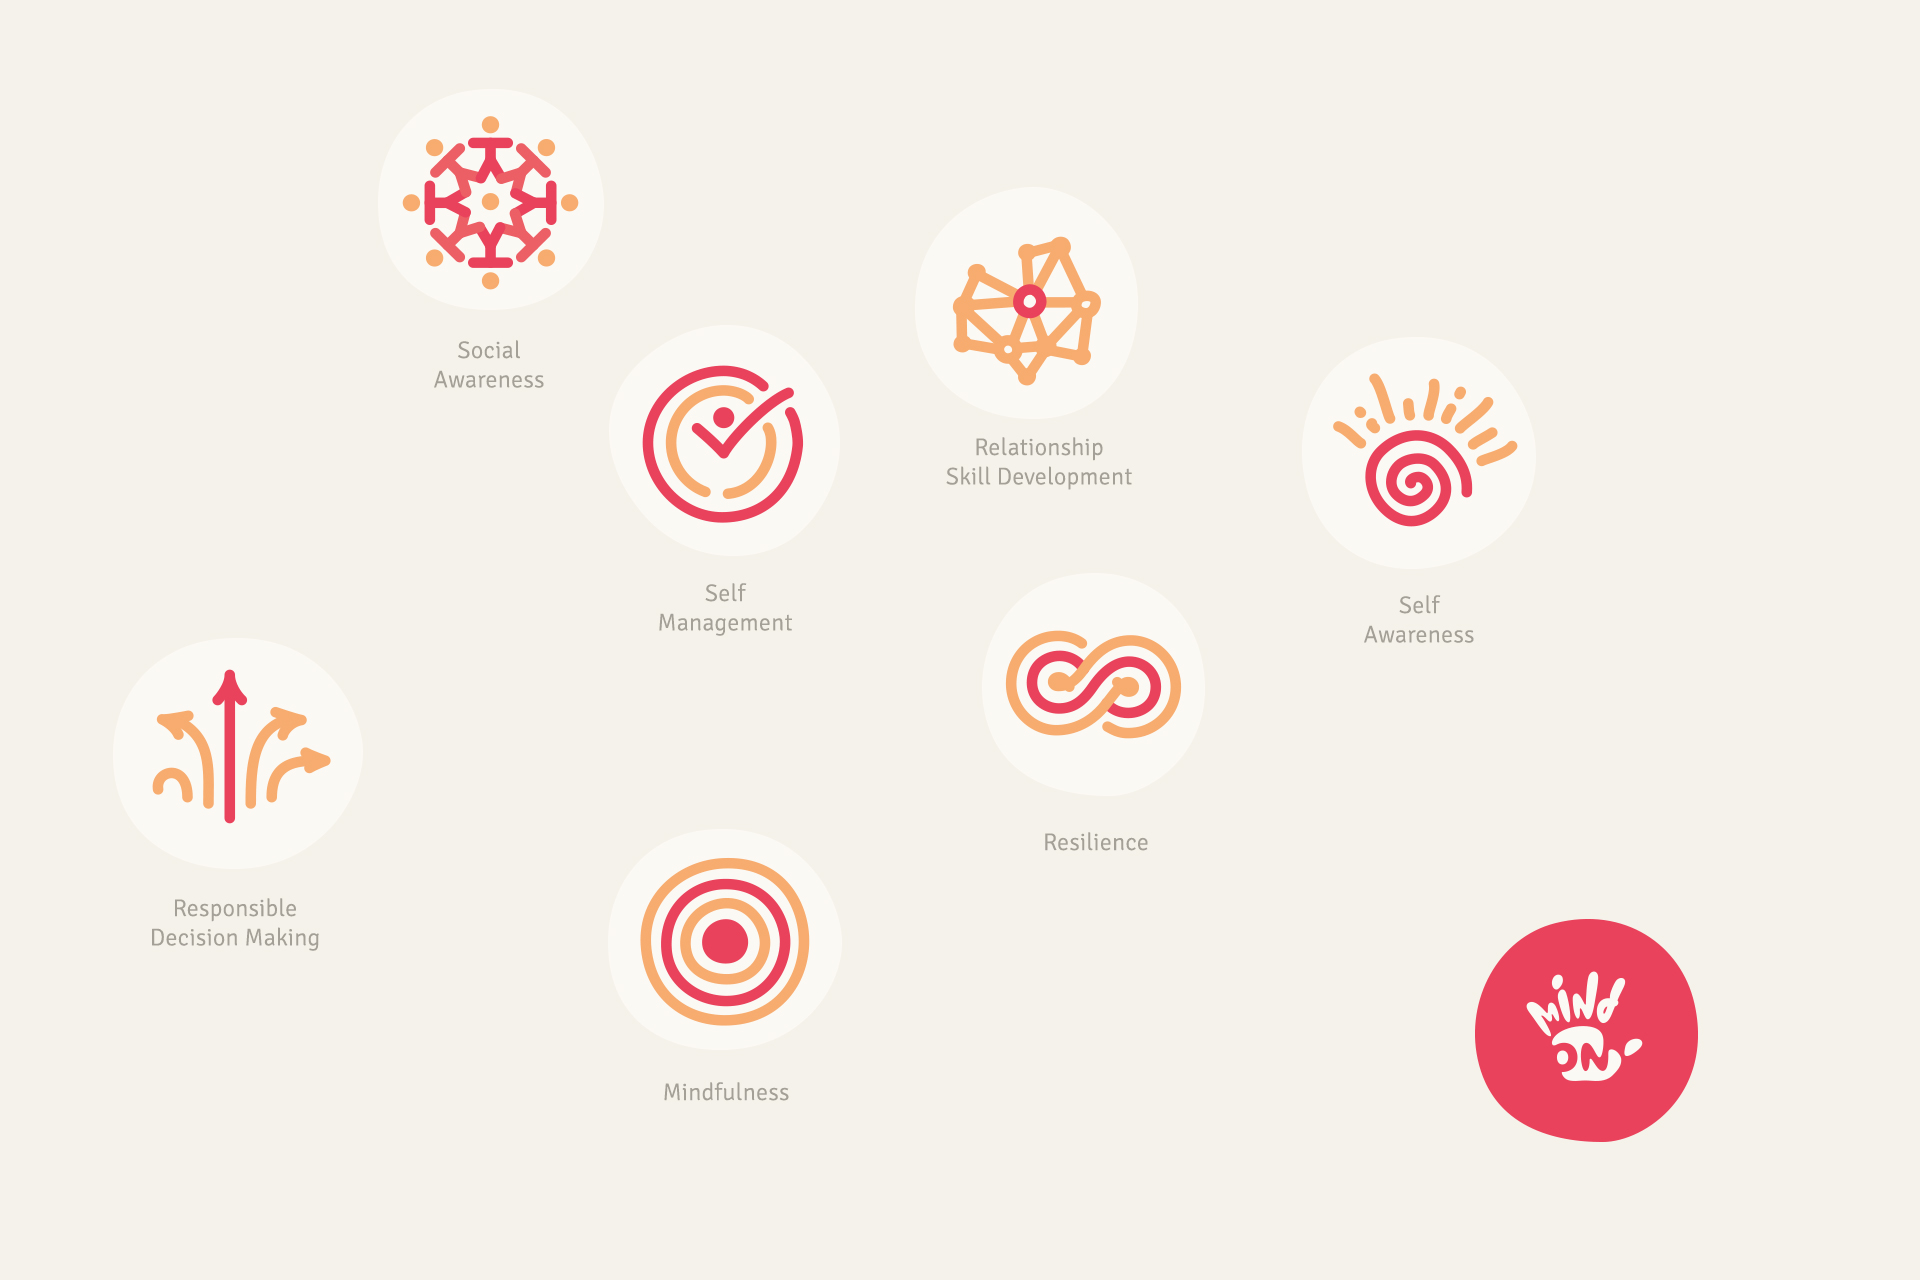 Social
Awareness
Relationship
Skill Development
Self
Management
Self
Awareness
Resilience
Responsible
Decision Making
Mindfulness
MiNd
ON